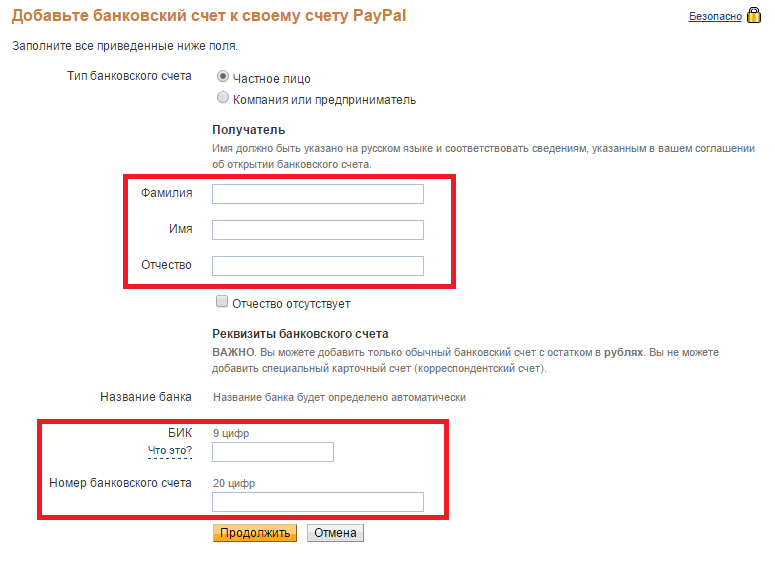 Добавьте банковский счет к своему счету PayPal
Безопасно
Заполните все приведенные ниже поля.
Тип банковского счета
Частное лицо
Компания или предприниматель
Получатель
Имя должно быть указано на русском языке и соответствовать сведениям, указанным в вашем соглашении
об открытии банковского счета.
Фамилия
Имя
Отчество
Отчество отсутствует
Реквизиты банковского счета
ВАЖНО. Вы можете добавить только обычный банковский счет с остатком в рублях. Вы не можете
добавить специальный карточный счет (корреспондентский счет).
Название банка
Название банка будет определено автоматически
БИК
9 цифр
Что это?
Номер банковского счета
20 цифр
Продолжить
Отмена